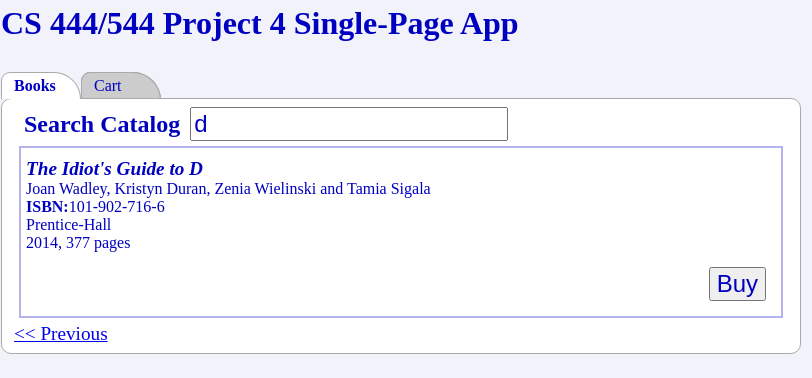 CS 444/544 Project 4 Single-Page App
Books
Cart
Search Catalog d
The Idiot's Guide to D
Joan Wadley, Kristyn Duran, Zenia Wielinski and Tamia Sigala
ISBN:101-902-716-6
Prentice-Hall
2014, 377 pages
Buy
<< Previous